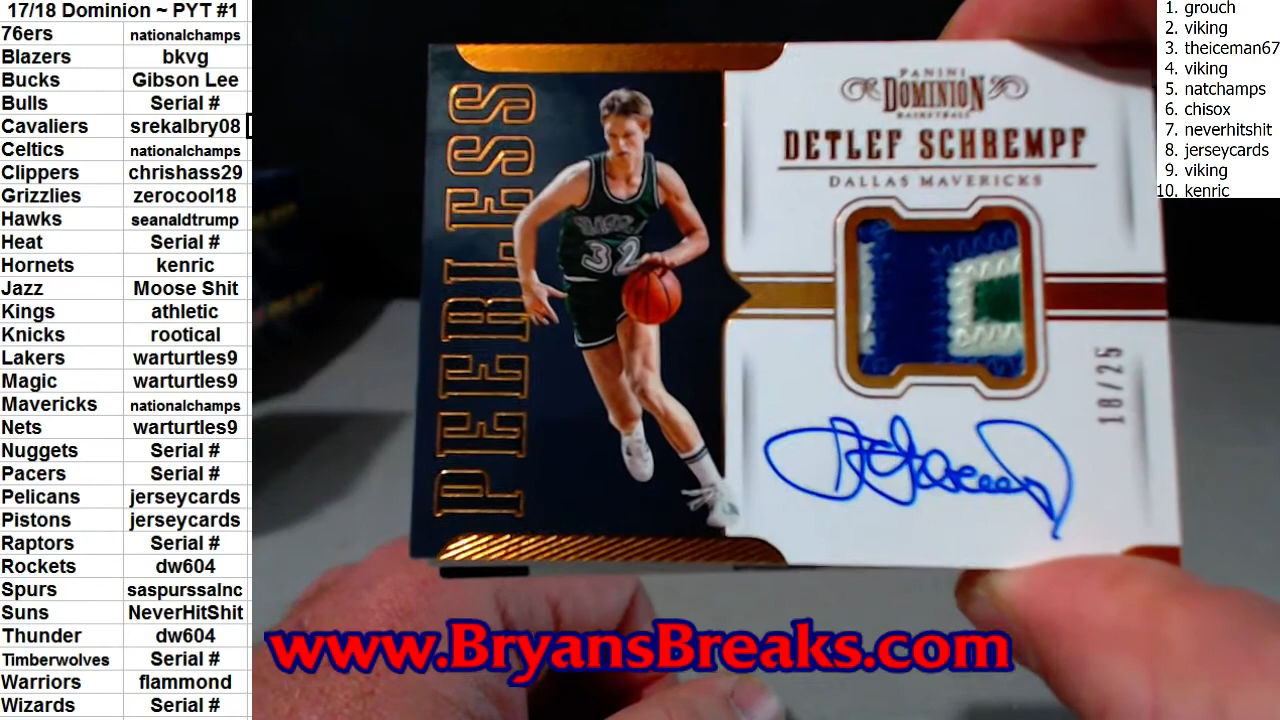 17/18 Dominion ~ PYT #1
76ers nationalchamps
Blazers bkvg
Bucks Gibson Lee
Bulls Serial #
Cavaliers srekalbry08
Celtics nationalchamps
Clippers chrishass29
Grizzlies zerocool18
Hawks seanaldtrump
Heat Serial #
Hornets kenric
Jazz Moose Shit
Kings athletic
Knicks rootical
Lakers warturtles9
Magic warturtles9
Mavericks nationalchamps
Nets warturtles9
Nuggets Serial #
Pacers Serial #
Pelicans jerseycards
Pistons jerseycards
Raptors Serial #
Rockets dw604
Spurs saspurssalnc
Suns NeverHitShit
Thunder dw604
Timberwolves Serial #
Warriors flammond
Wizards Serial #
PEERLESS
32
PANINI
DOMINION
BASKETBALL
DETLEF SCHREMPF
DALLAS MAVERICKS
18/25
www.BryansBreaks.com
1. grouch
2. viking
3. theiceman67
4. viking
5. natchamps
6. chisox
7. neverhitshit
8. jerseycards
9. viking
10. kenric